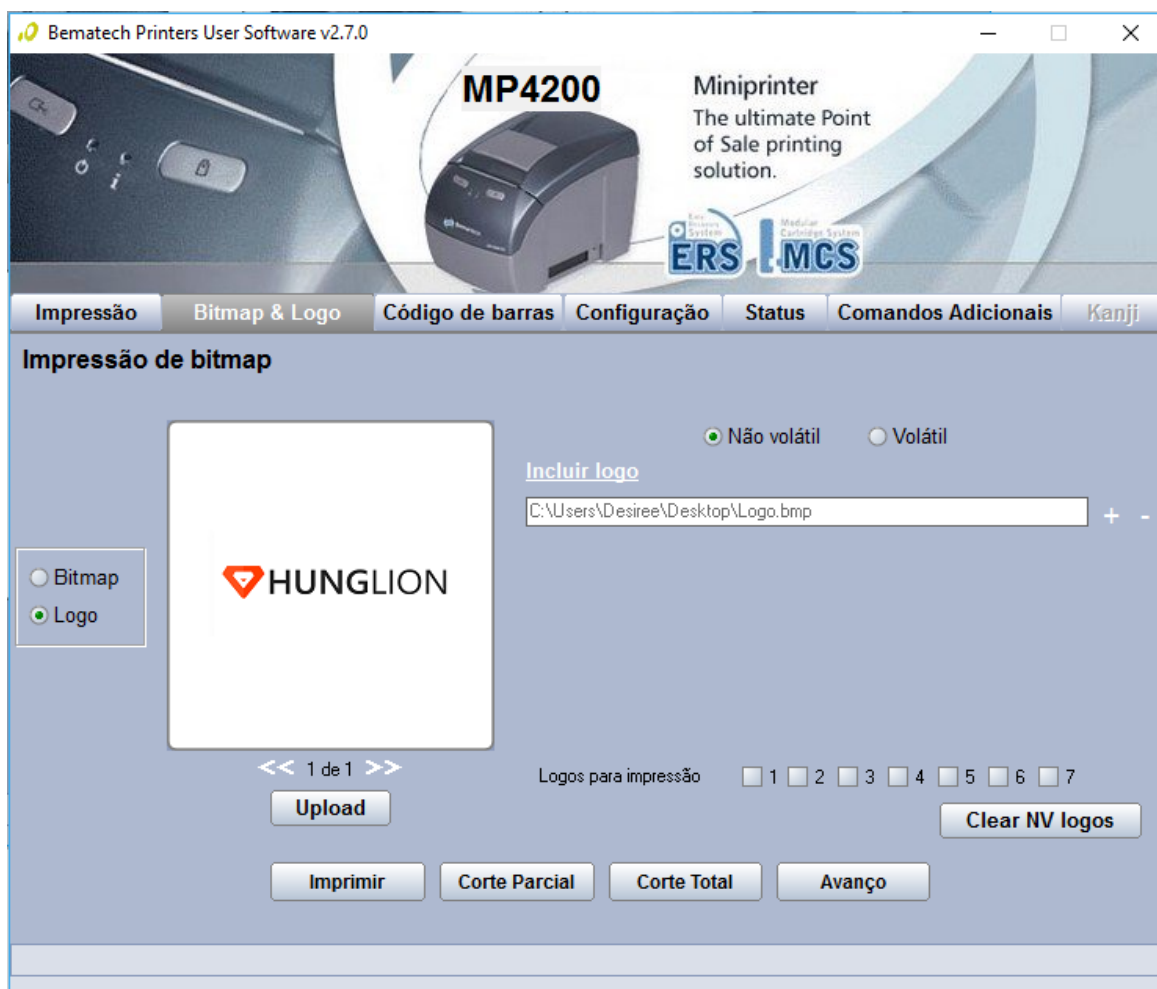 Bematech Printers User Software v2.7.0
MP4200
Miniprinter
The ultimate Point
of Sale printing
solution.
ERS
MCS
Modular
Cartridge System
Impressão
Bitmap & Logo
Código de barras
Configuração
Status
Comandos Adicionais
Kanji
Impressão de bitmap
Não volátil
Volátil
Incluir logo
C:\Users\Desiree\Desktop\Logo.bmp
+ -
Bitmap
Logo
HUNGLION
<< 1 de 1 >>
Logos para impressão 1 2 3 4 5 6 7
Upload
Clear NV logos
Imprimir
Corte Parcial
Corte Total
Avanço